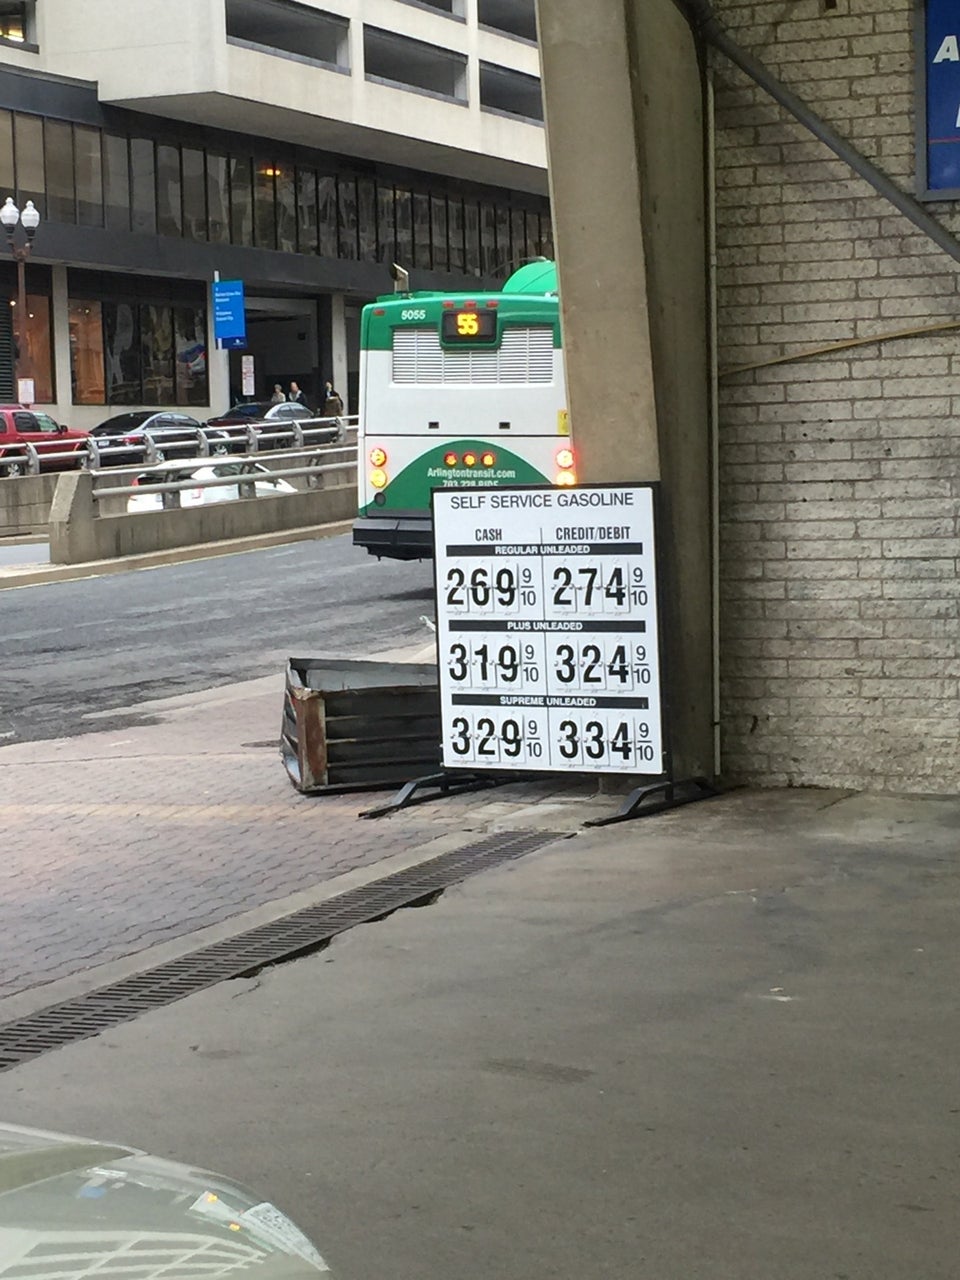 A
5055
55
Arlingtontransit.com
SELF SERVICE GASOLINE
CASH CREDIT/DEBIT
REGULAR UNLEADED
269 9/10 274 9/10
PLUS UNLEADED
319 9/10 324 9/10
SUPREME UNLEADED
329 9/10 334 9/10